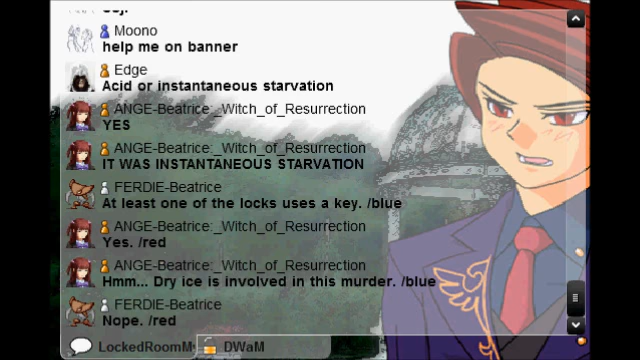 Moono
help me on banner
Edge
Acid or instantaneous starvation
ANGE-Beatrice:_Witch_of_Resurrection
YES
ANGE-Beatrice:_Witch_of_Resurrection
IT WAS INSTANTANEOUS STARVATION
FERDIE-Beatrice
At least one of the locks uses a key. /blue
ANGE-Beatrice:_Witch_of_Resurrection
Yes. /red
ANGE-Beatrice:_Witch_of_Resurrection
Hmm... Dry ice is involved in this murder. /blue
FERDIE-Beatrice
Nope. /red
LockedRoomM DWaM